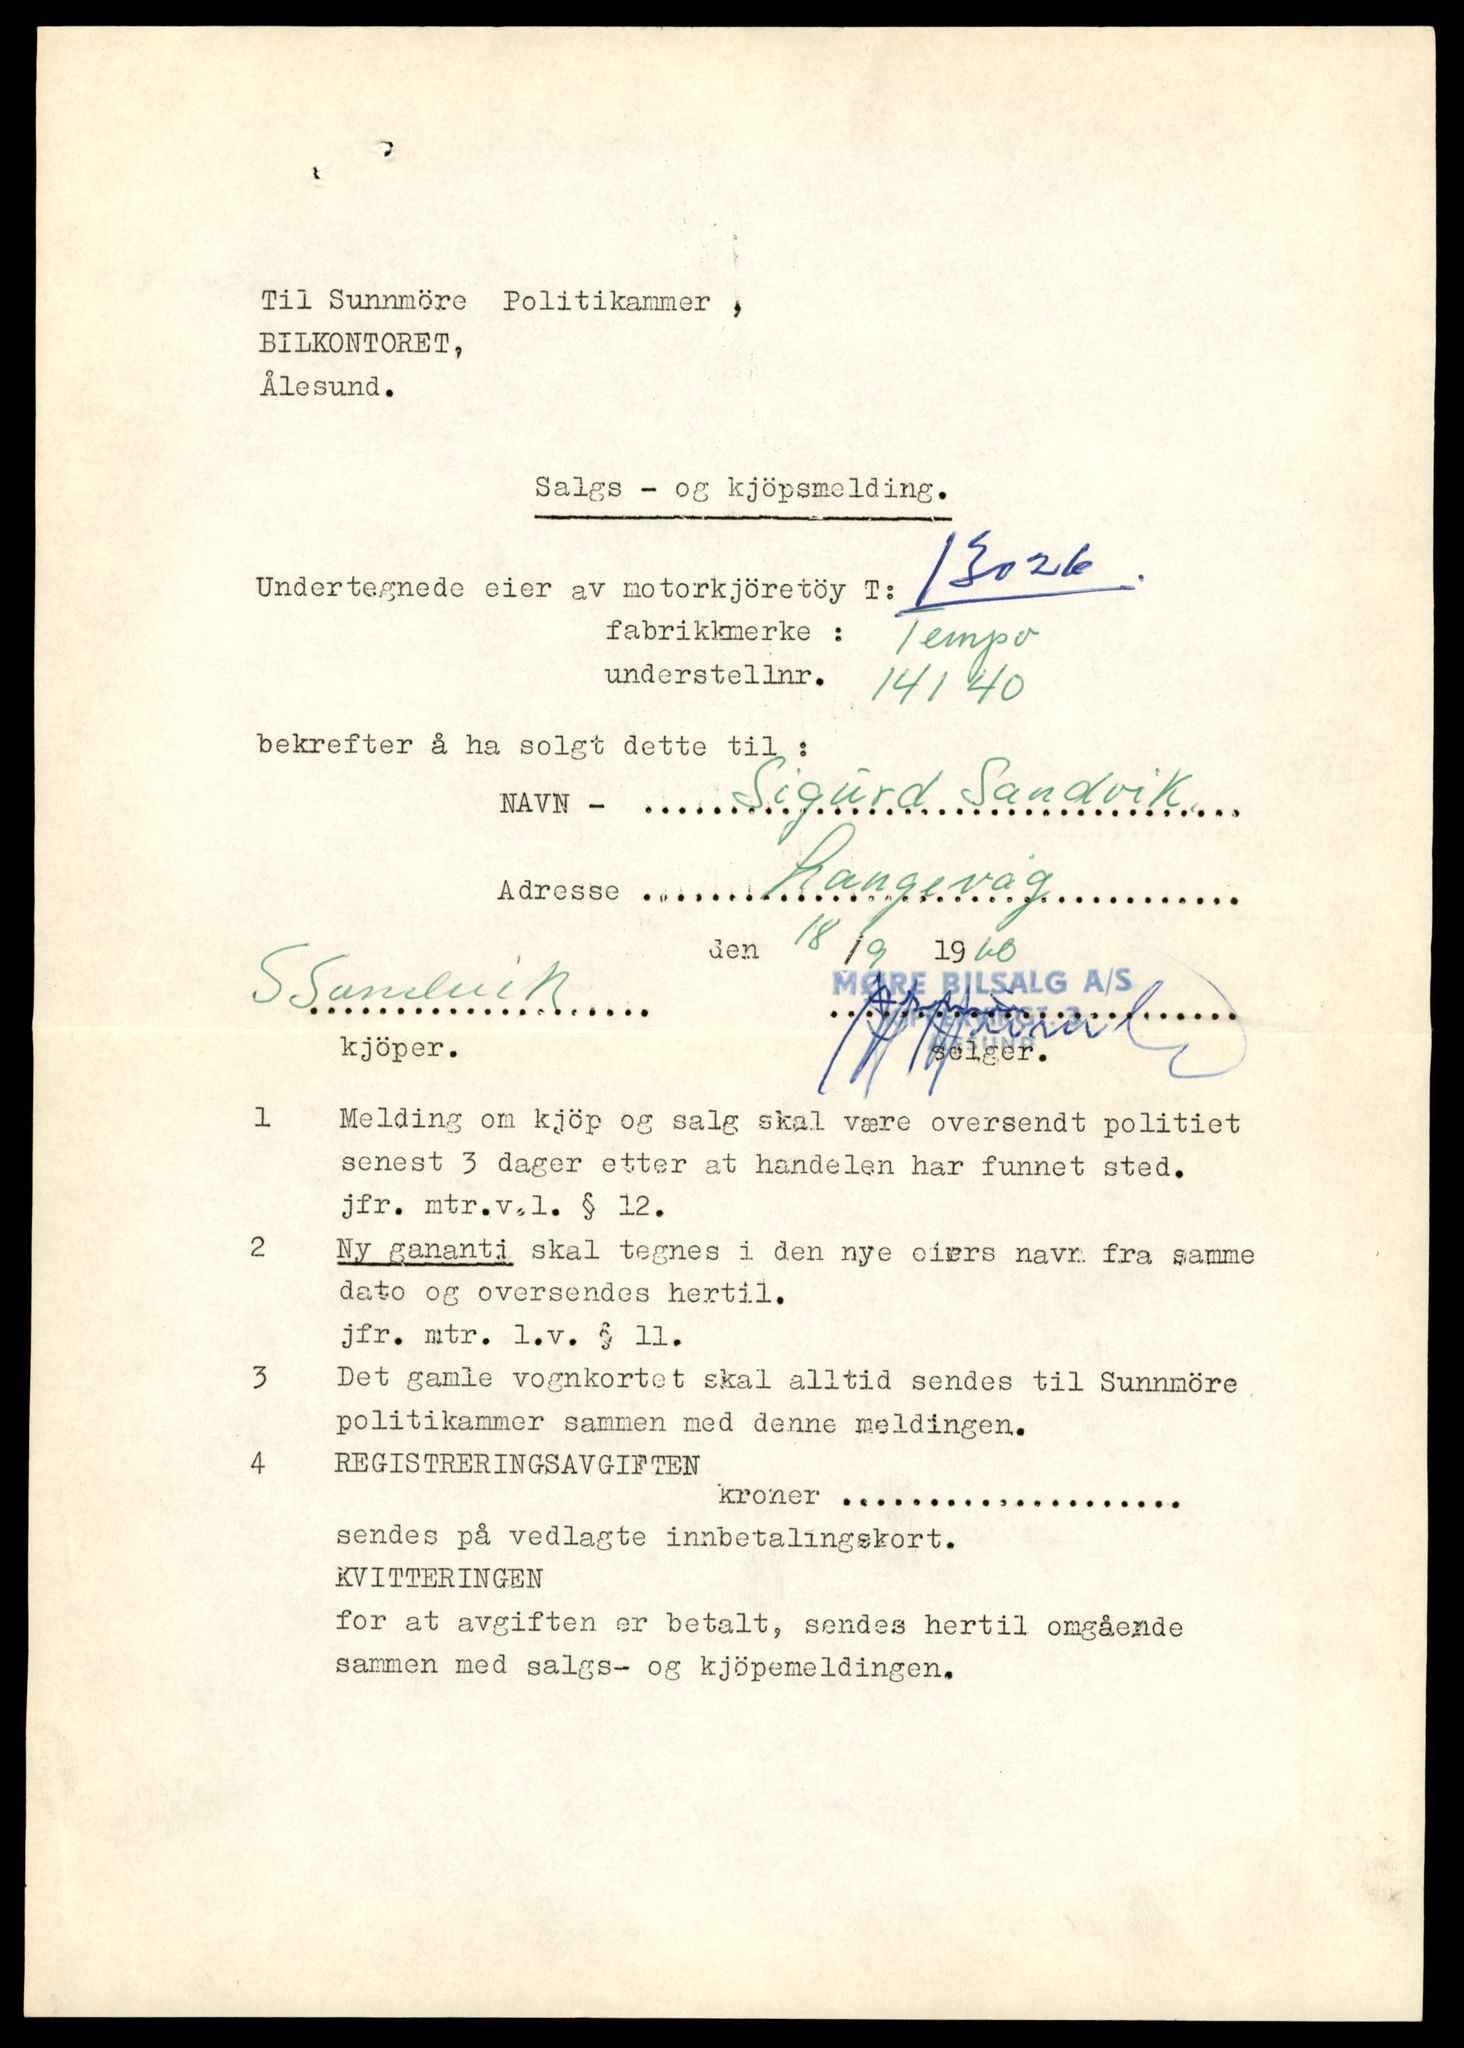 Til Sunnmöre Politikammer ,
BILKONTORET,
Ålesund.
Salgs - og kjöpsmelding.
Undertegnede eier av motorkjöretöy T: 13026.
fabrikkmerke : Tempo
understellnr. 14140
bekrefter å ha solgt dette til :
NAVN - Sigurd Sandvik.
Adresse Langevåg
den 18/9 1960
S Sandvik
MØRE BILSALG A/S
kjöper. selger.
1 Melding om kjöp og salg skal være oversendt politiet
senest 3 dager etter at handelen har funnet sted.
jfr. mtr.v.l. § 12.
2 Ny gananti skal tegnes i den nye eiers navn fra samme
dato og oversendes hertil.
jfr. mtr. l.v. § 11.
3 Det gamle vognkortet skal alltid sendes til Sunnmöre
politikammer sammen med denne meldingen.
4 REGISTRERINGSAVGIFTEN
kroner ....................
sendes på vedlagte innbetalingskort.
KVITTERINGEN
for at avgiften er betalt, sendes hertil omgående
sammen med salgs- og kjöpemeldingen.